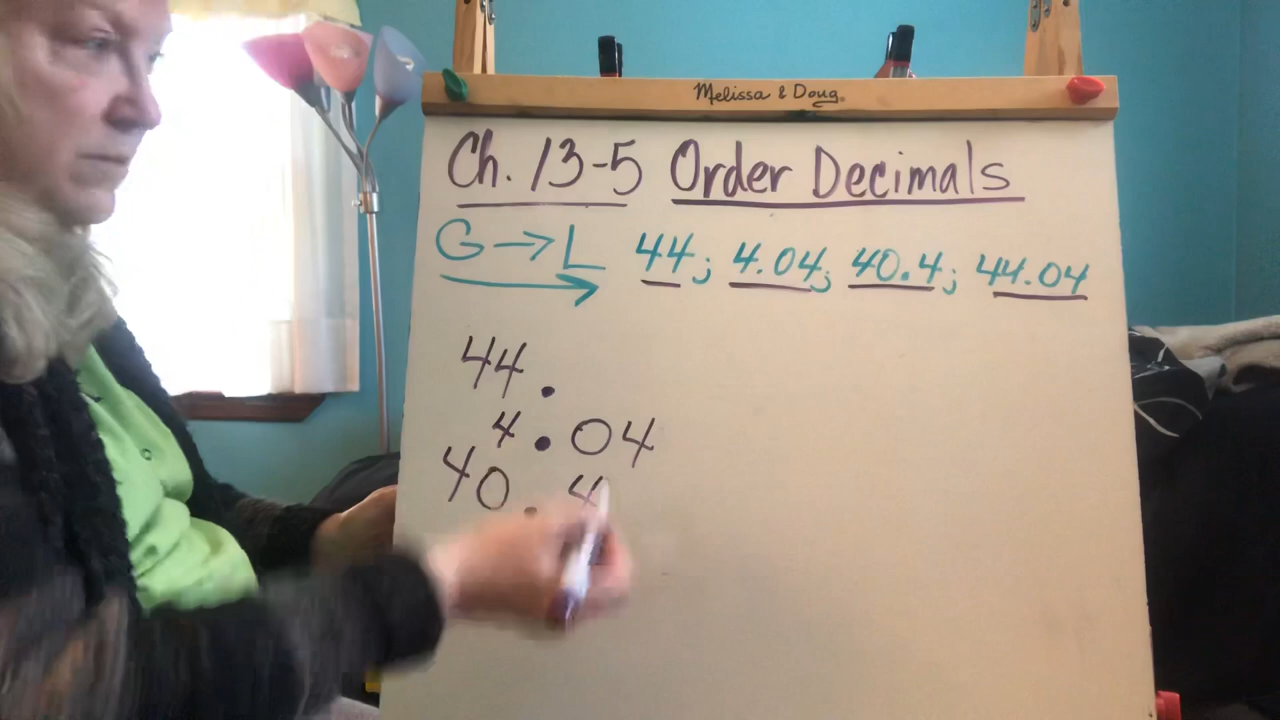 Melissa & Doug®
Ch. 13-5 Order Decimals
G → L 44; 4.04; 40.4; 44.04
44.
4.04
40.4